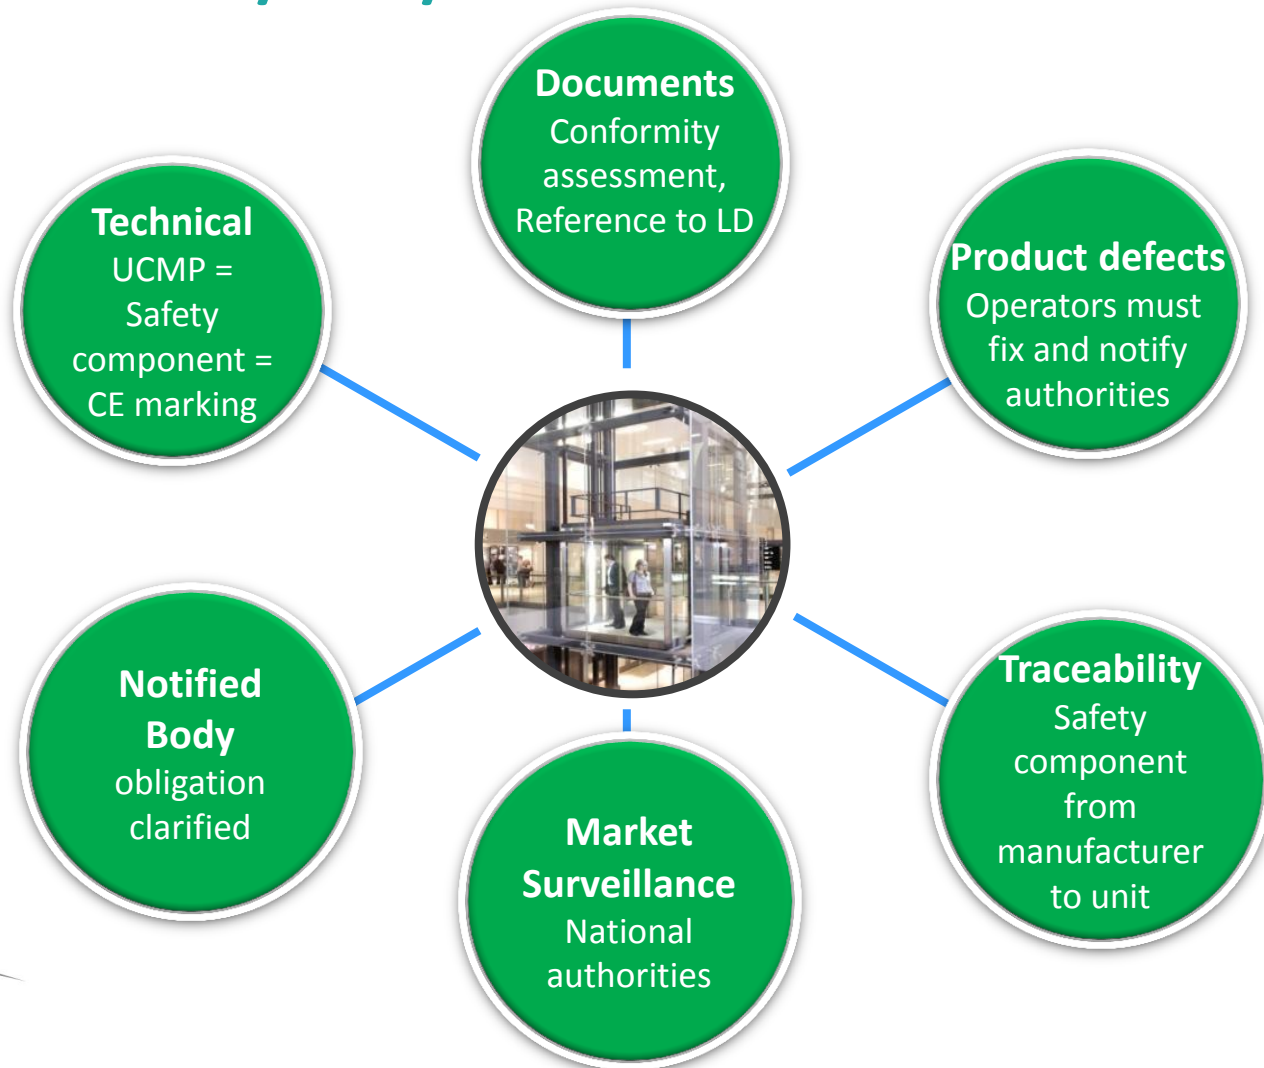 Documents
Conformity
assessment,
Reference to LD
Technical
UCMP =
Safety
component =
CE marking
Product defects
Operators must
fix and notify
authorities
Notified
Body
obligation
clarified
Market
Surveillance
National
authorities
Traceability
Safety
component
from
manufacturer
to unit